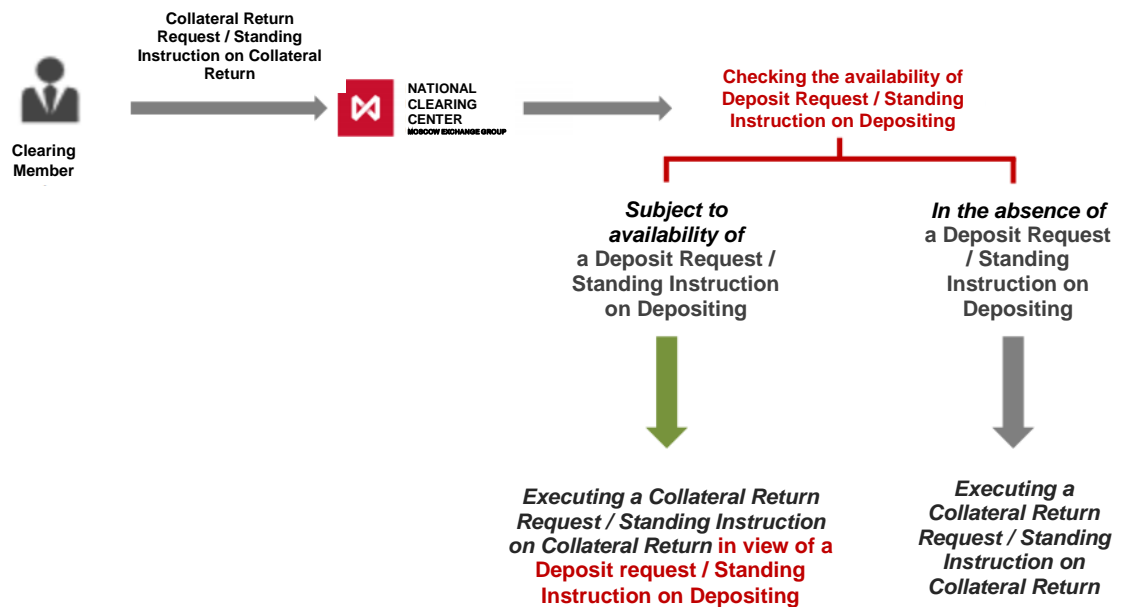 Collateral Return
Request / Standing
Instruction on Collateral
Return
Clearing
Member
NATIONAL
CLEARING
CENTER
MOSCOW EXCHANGE GROUP
Checking the availability of
Deposit Request / Standing
Instruction on Depositing
Subject to
availability of
a Deposit Request /
Standing Instruction
on Depositing
In the absence of
a Deposit Request
/ Standing
Instruction on
Depositing
Executing a Collateral Return
Request / Standing Instruction
on Collateral Return in view of a
Deposit request / Standing
Instruction on Depositing
Executing a
Collateral Return
Request / Standing
Instruction on
Collateral Return